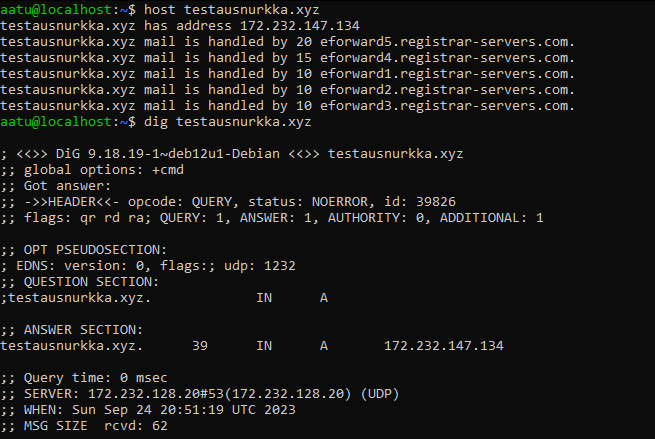 aatu@localhost:~$ host testausnurkka.xyz
testausnurkka.xyz has address 172.232.147.134
testausnurkka.xyz mail is handled by 20 eforward5.registrar-servers.com.
testausnurkka.xyz mail is handled by 15 eforward4.registrar-servers.com.
testausnurkka.xyz mail is handled by 10 eforward1.registrar-servers.com.
testausnurkka.xyz mail is handled by 10 eforward2.registrar-servers.com.
testausnurkka.xyz mail is handled by 10 eforward3.registrar-servers.com.
aatu@localhost:~$ dig testausnurkka.xyz
; <<>> DiG 9.18.19-1~deb12u1-Debian <<>> testausnurkka.xyz
;; global options: +cmd
;; Got answer:
;; ->>HEADER<<- opcode: QUERY, status: NOERROR, id: 39826
;; flags: qr rd ra; QUERY: 1, ANSWER: 1, AUTHORITY: 0, ADDITIONAL: 1
;; OPT PSEUDOSECTION:
; EDNS: version: 0, flags:; udp: 1232
;; QUESTION SECTION:
;testausnurkka.xyz. IN A
;; ANSWER SECTION:
testausnurkka.xyz. 39 IN A 172.232.147.134
;; Query time: 0 msec
;; SERVER: 172.232.128.20#53(172.232.128.20) (UDP)
;; WHEN: Sun Sep 24 20:51:19 UTC 2023
;; MSG SIZE rcvd: 62